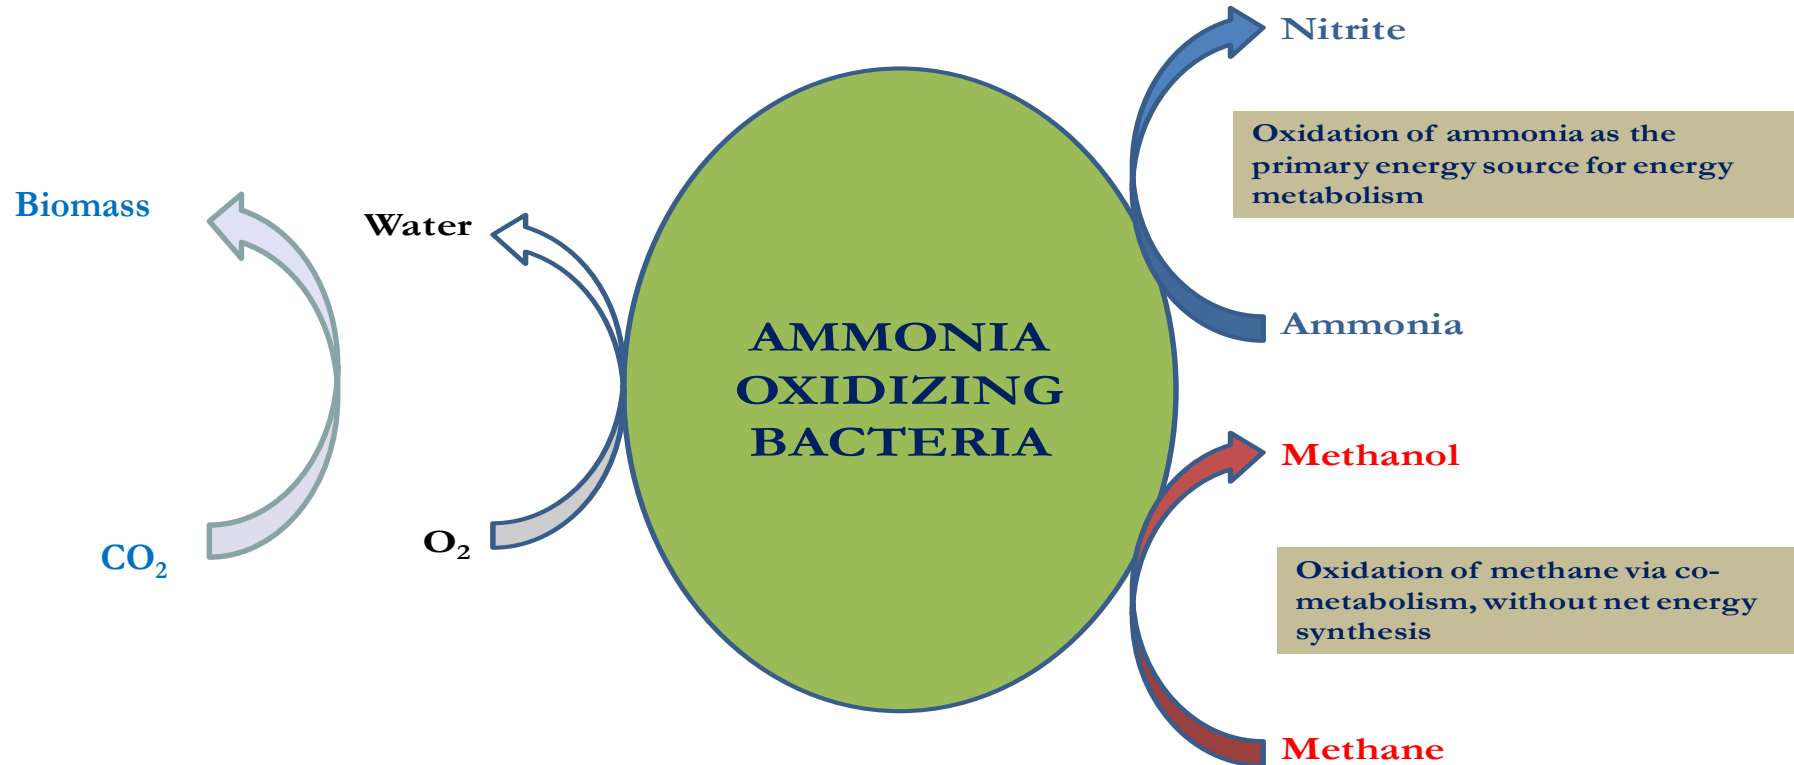 Nitrite
Oxidation of ammonia as the
primary energy source for energy
metabolism
Biomass
Water
Ammonia
AMMONIA
OXIDIZING
BACTERIA
Methanol
O₂
CO₂
Oxidation of methane via co-
metabolism, without net energy
synthesis
Methane